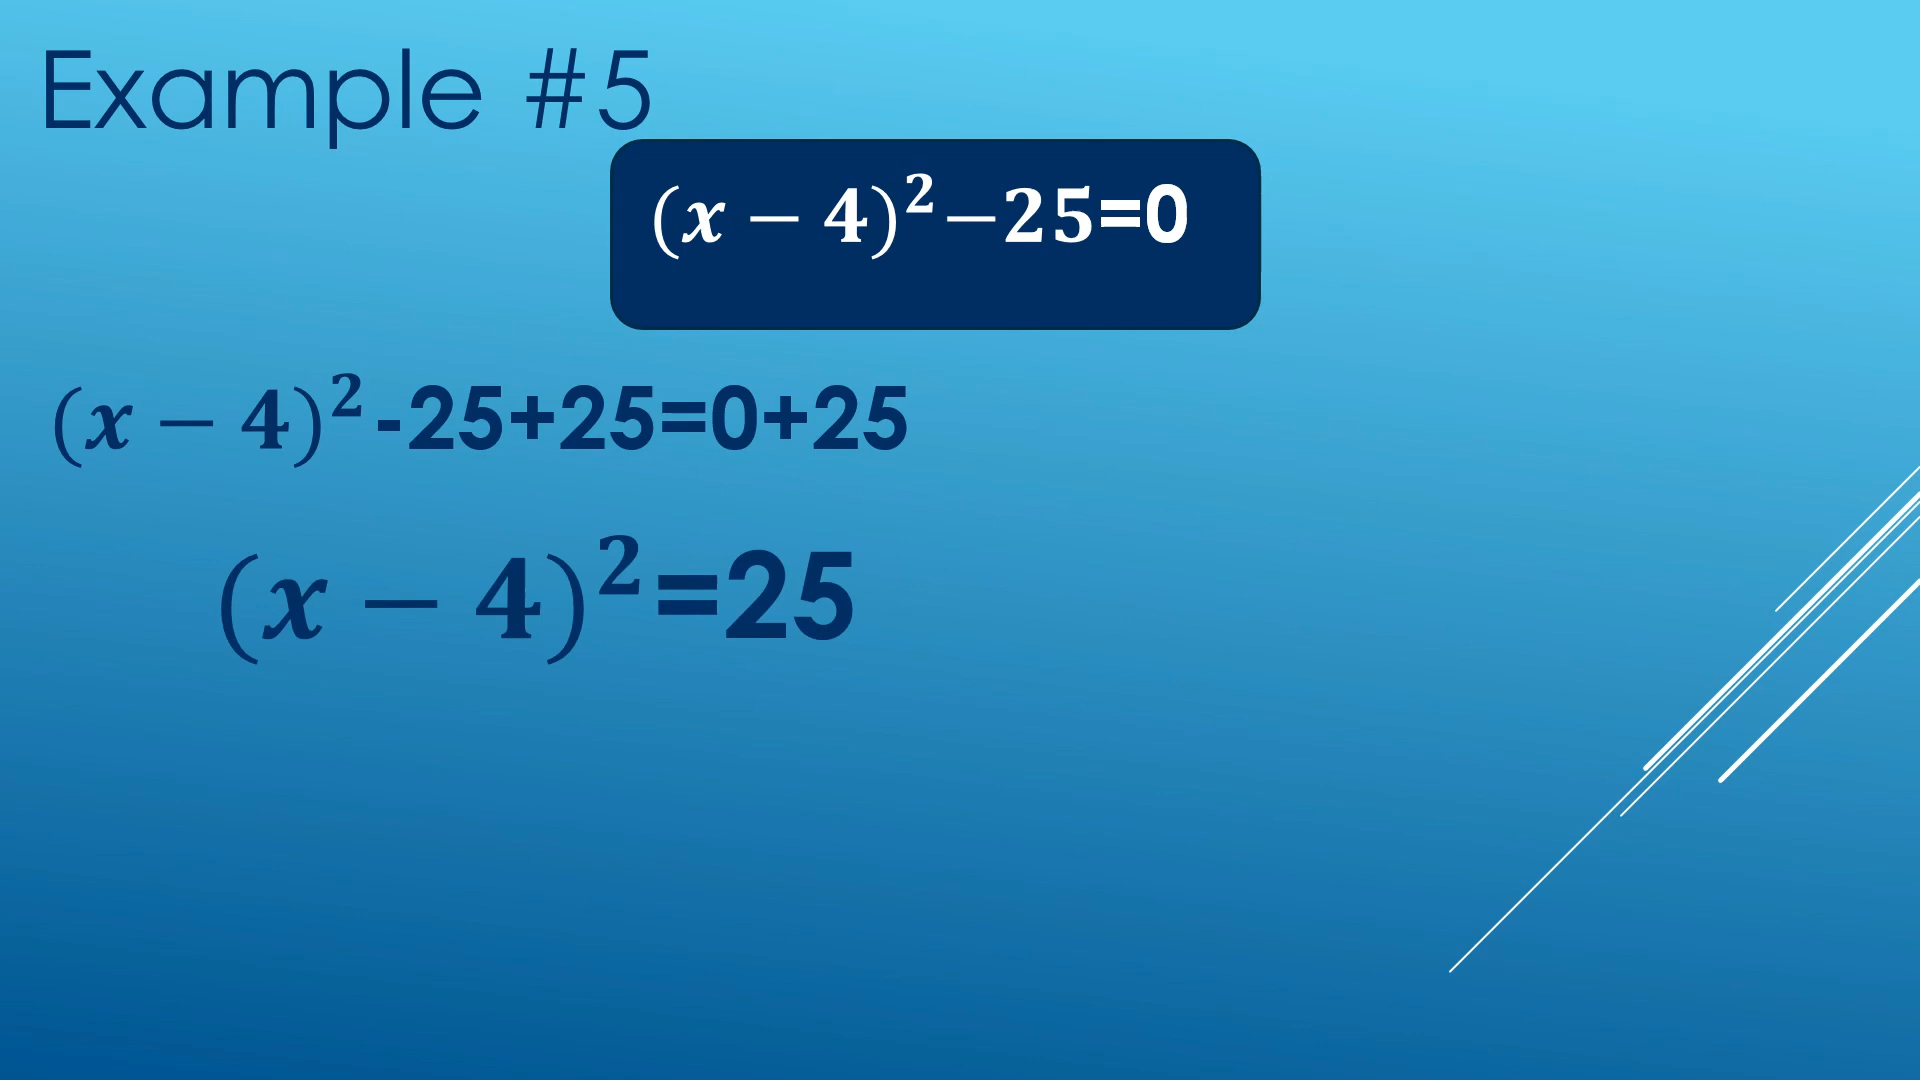 Example #5
(x − 4)²−25=0
(x − 4)²-25+25=0+25
(x − 4)²=25